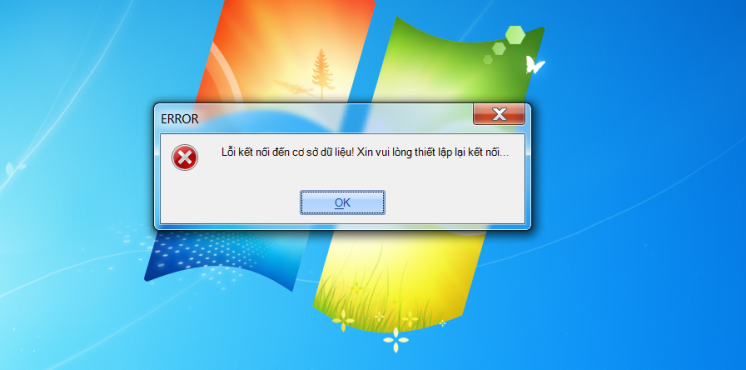 ERROR
Lỗi kết nối đến cơ sở dữ liệu! Xin vui lòng thiết lập lại kết nối...
OK